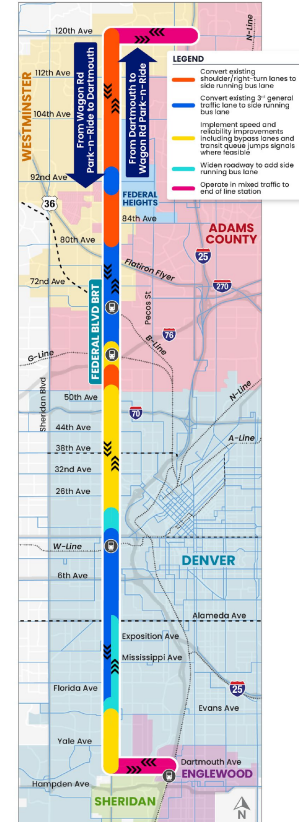 120th Ave
N-Line
LEGEND
Convert existing
shoulder/right-turn lanes to
side running bus lane
Convert existing 3rd general
traffic lane to side running
bus lane
Implement speed and
reliability improvements
including bypass lanes and
transit queue jumps signals
where feasible
Widen roadway to add side
running bus lane
Operate in mixed traffic to
end of line station
From Wagon Rd
Park-n-Ride to Dartmouth
From Dartmouth to
Wagon Rd Park-n-Ride
WESTMINSTER
112th Ave
104th Ave
92nd Ave
36
FEDERAL
HEIGHTS
84th Ave
80th Ave
ADAMS
COUNTY
25
Flatiron Flyer
270
72nd Ave
FEDERAL BLVD BRT
Pecos St
B-Line
76
G-Line
Sheridan Blvd
50th Ave
70
N-Line
44th Ave
A-Line
38th Ave
32nd Ave
26th Ave
W-Line
DENVER
6th Ave
Alameda Ave
Exposition Ave
Mississippi Ave
Florida Ave
25
Evans Ave
Yale Ave
Dartmouth Ave
ENGLEWOOD
Hampden Ave
SHERIDAN
N